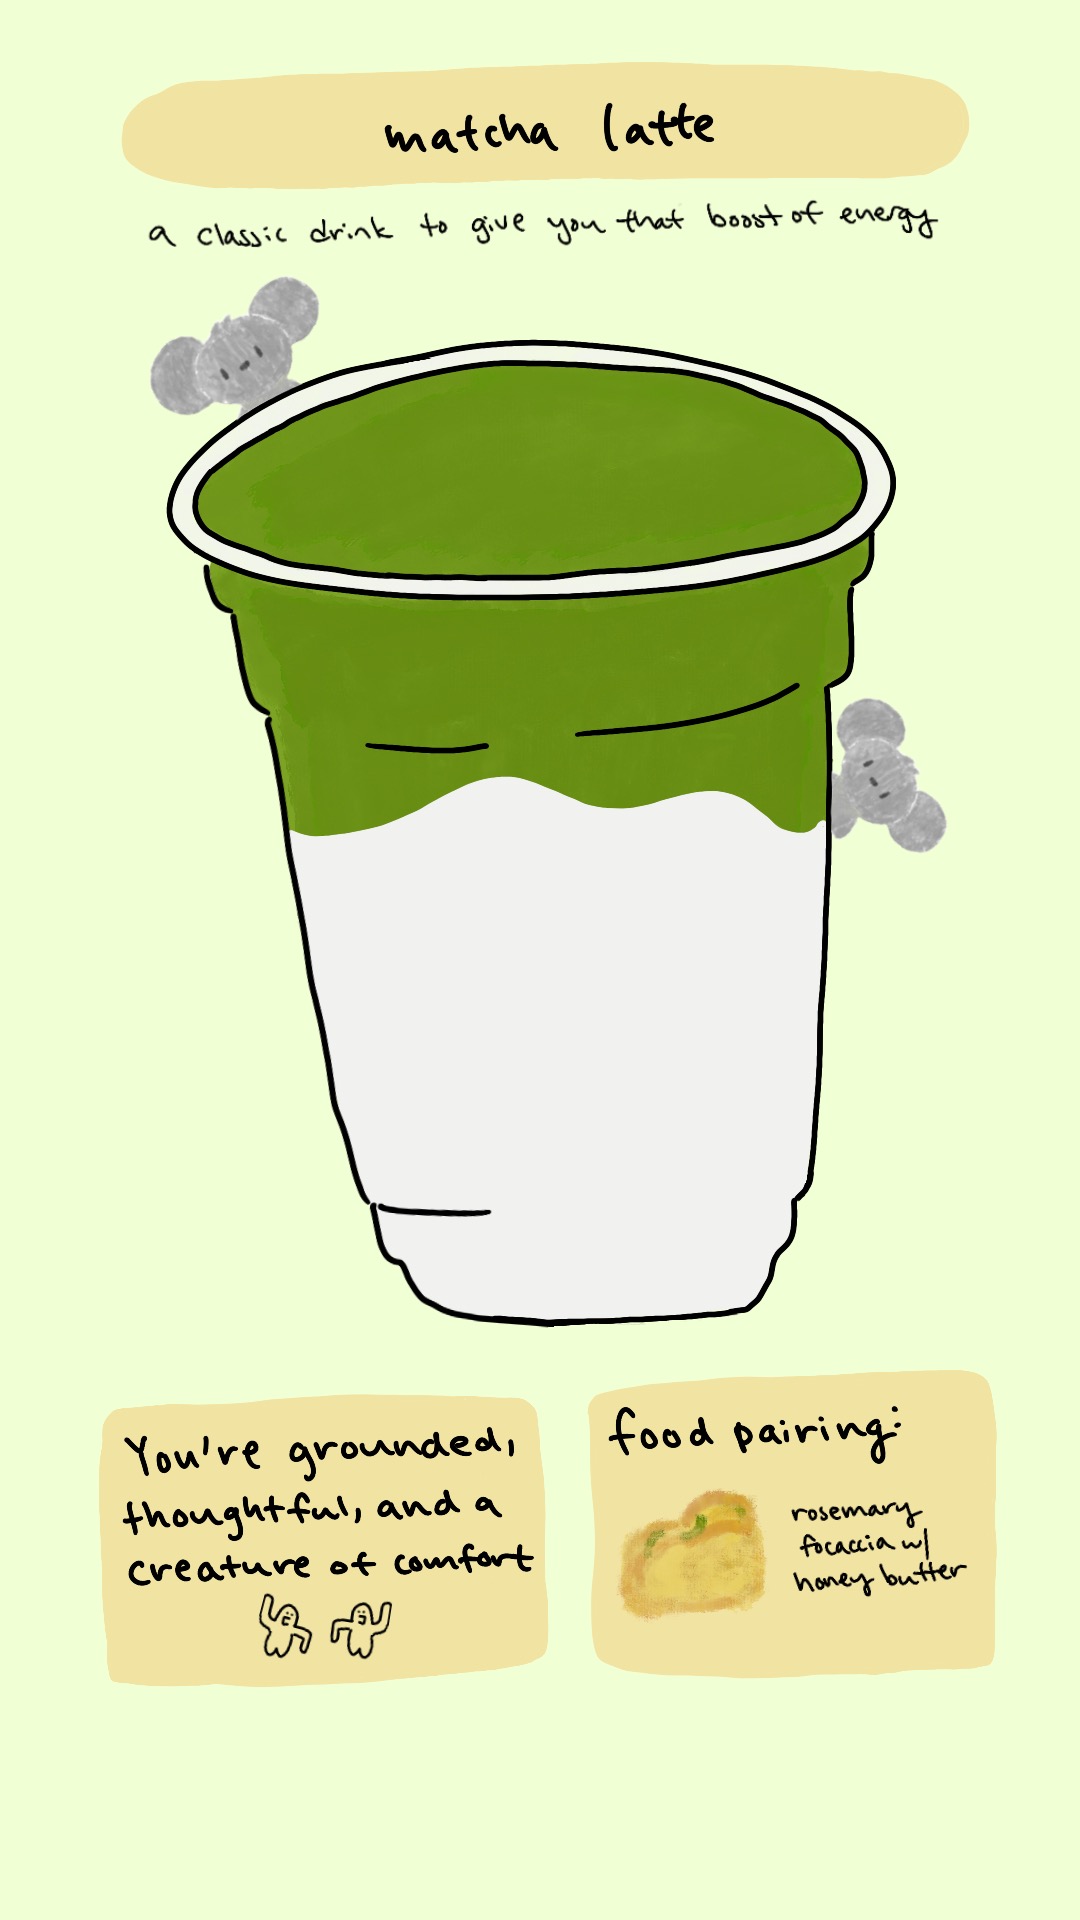 matcha latte
a classic drink to give you that boost of energy
You're grounded,
thoughtful, and a
creature of comfort
food pairing:
rosemary
focaccia w/
honey butter